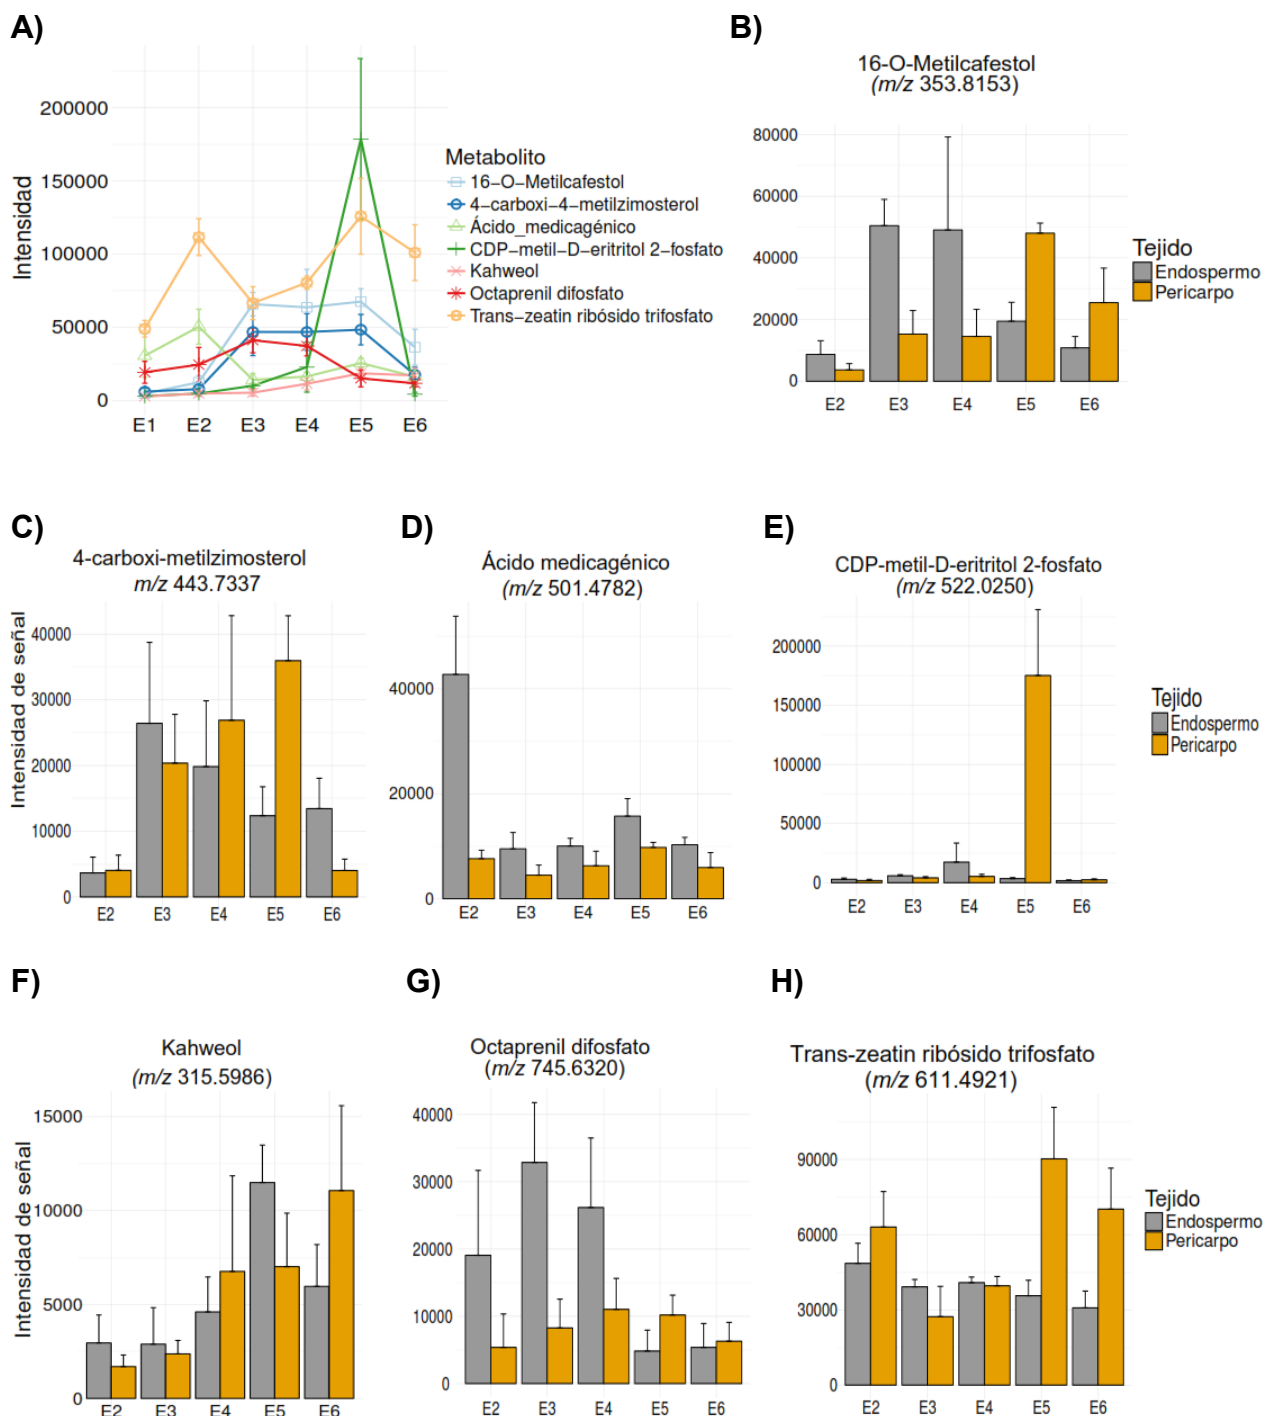 A)
Intensidad
200000
150000
100000
50000
0
E1 E2 E3 E4 E5 E6
Metabolito
16−O−Metilcafestol
4−carboxi−4−metilzimosterol
Ácido_medicagénico
CDP−metil−D−eritritol 2−fosfato
Kahweol
Octaprenil difosfato
Trans−zeatin ribósido trifosfato
B)
16-O-Metilcafestol
(m/z 353.8153)
80000
60000
40000
20000
0
E2 E3 E4 E5 E6
Tejido
Endospermo
Pericarpo
C)
4-carboxi-metilzimosterol
m/z 443.7337
Intensidad de señal
40000
30000
20000
10000
0
E2 E3 E4 E5 E6
D)
Ácido medicagénico
(m/z 501.4782)
40000
20000
0
E2 E3 E4 E5 E6
E)
CDP-metil-D-eritritol 2-fosfato
(m/z 522.0250)
200000
150000
100000
50000
0
E2 E3 E4 E5 E6
Tejido
Endospermo
Pericarpo
F)
Kahweol
(m/z 315.5986)
Intensidad de señal
15000
10000
5000
0
E2 E3 E4 E5 E6
G)
Octaprenil difosfato
(m/z 745.6320)
40000
30000
20000
10000
0
E2 E3 E4 E5 E6
H)
Trans-zeatin ribósido trifosfato
(m/z 611.4921)
90000
60000
30000
0
E2 E3 E4 E5 E6
Tejido
Endospermo
Pericarpo